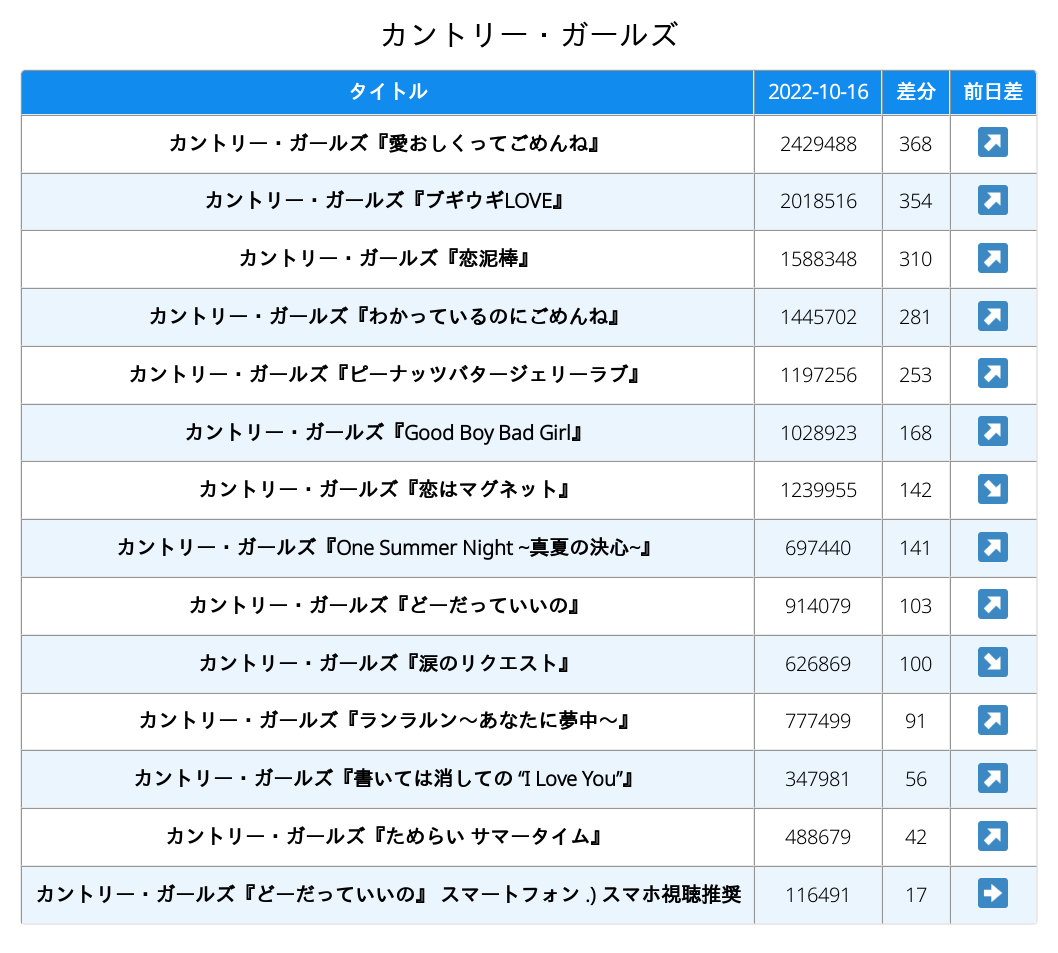 カントリー・ガールズ
タイトル 2022-10-16 差分 前日差
カントリー・ガールズ『愛おしくってごめんね』 2429488 368 ↗
カントリー・ガールズ『ブギウギLOVE』 2018516 354 ↗
カントリー・ガールズ『恋泥棒』 1588348 310 ↗
カントリー・ガールズ『わかっているのにごめんね』 1445702 281 ↗
カントリー・ガールズ『ピーナッツバタージェリーラブ』 1197256 253 ↗
カントリー・ガールズ『Good Boy Bad Girl』 1028923 168 ↗
カントリー・ガールズ『恋はマグネット』 1239955 142 ↘
カントリー・ガールズ『One Summer Night ~真夏の決心~』 697440 141 ↗
カントリー・ガールズ『どーだっていいの』 914079 103 ↗
カントリー・ガールズ『涙のリクエスト』 626869 100 ↘
カントリー・ガールズ『ランラルン～あなたに夢中～』 777499 91 ↗
カントリー・ガールズ『書いては消しての “I Love You”』 347981 56 ↗
カントリー・ガールズ『ためらい サマータイム』 488679 42 ↗
カントリー・ガールズ『どーだっていいの』 スマートフォン .) スマホ視聴推奨 116491 17 ➡